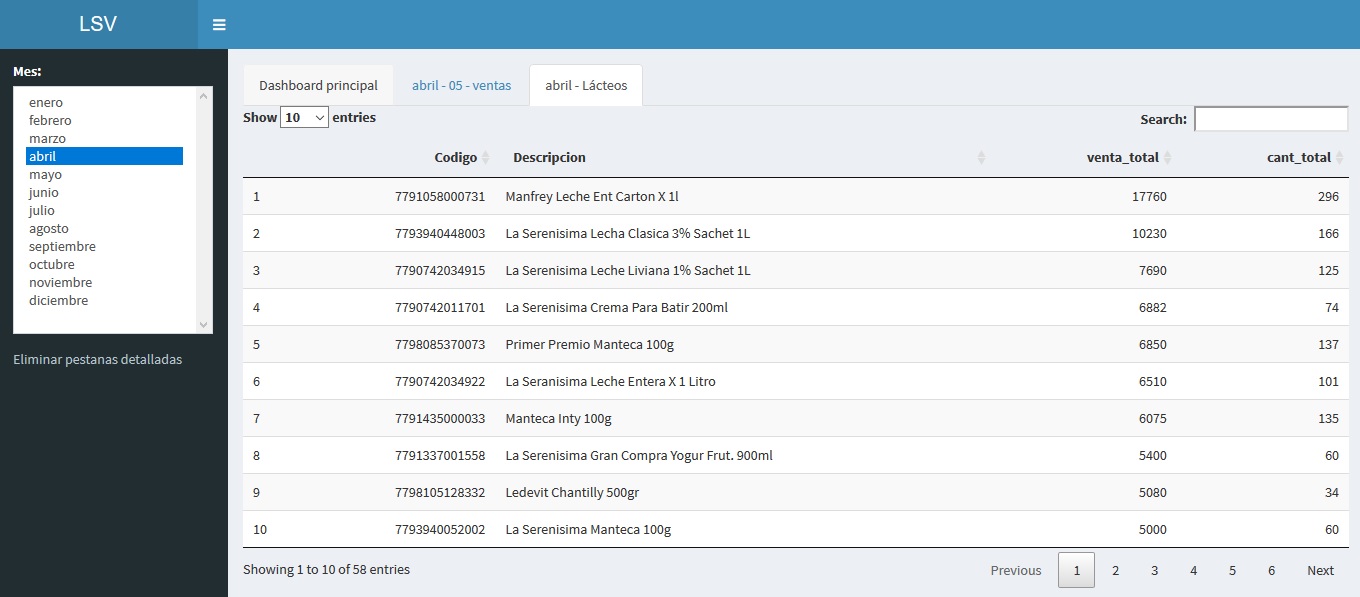 LSV
Mes:
enero
febrero
marzo
abril
mayo
junio
julio
agosto
septiembre
octubre
noviembre
diciembre
Eliminar pestanas detalladas
Dashboard principal abril - 05 - ventas abril - Lácteos
Show 10 entries Search:
Codigo Descripcion venta_total cant_total
1 7791058000731 Manfrey Leche Ent Carton X 1l 17760 296
2 7793940448003 La Serenisima Lecha Clasica 3% Sachet 1L 10230 166
3 7790742034915 La Serenisima Leche Liviana 1% Sachet 1L 7690 125
4 7790742011701 La Serenisima Crema Para Batir 200ml 6882 74
5 7798085370073 Primer Premio Manteca 100g 6850 137
6 7790742034922 La Seranisima Leche Entera X 1 Litro 6510 101
7 7791435000033 Manteca Inty 100g 6075 135
8 7791337001558 La Serenisima Gran Compra Yogur Frut. 900ml 5400 60
9 7798105128332 Ledevit Chantilly 500gr 5080 34
10 7793940052002 La Serenisima Manteca 100g 5000 60
Showing 1 to 10 of 58 entries Previous 1 2 3 4 5 6 Next